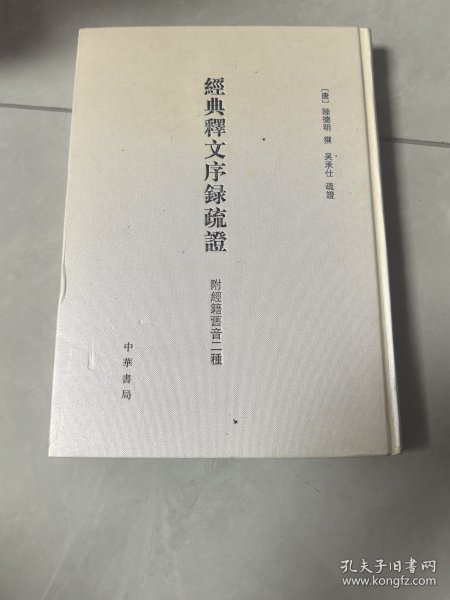 〔唐〕陸德明 撰 吳承仕 疏證
經典釋文序録疏證
附經籍舊音二種
中華書局
孔夫子旧书网
www.kongfz.com